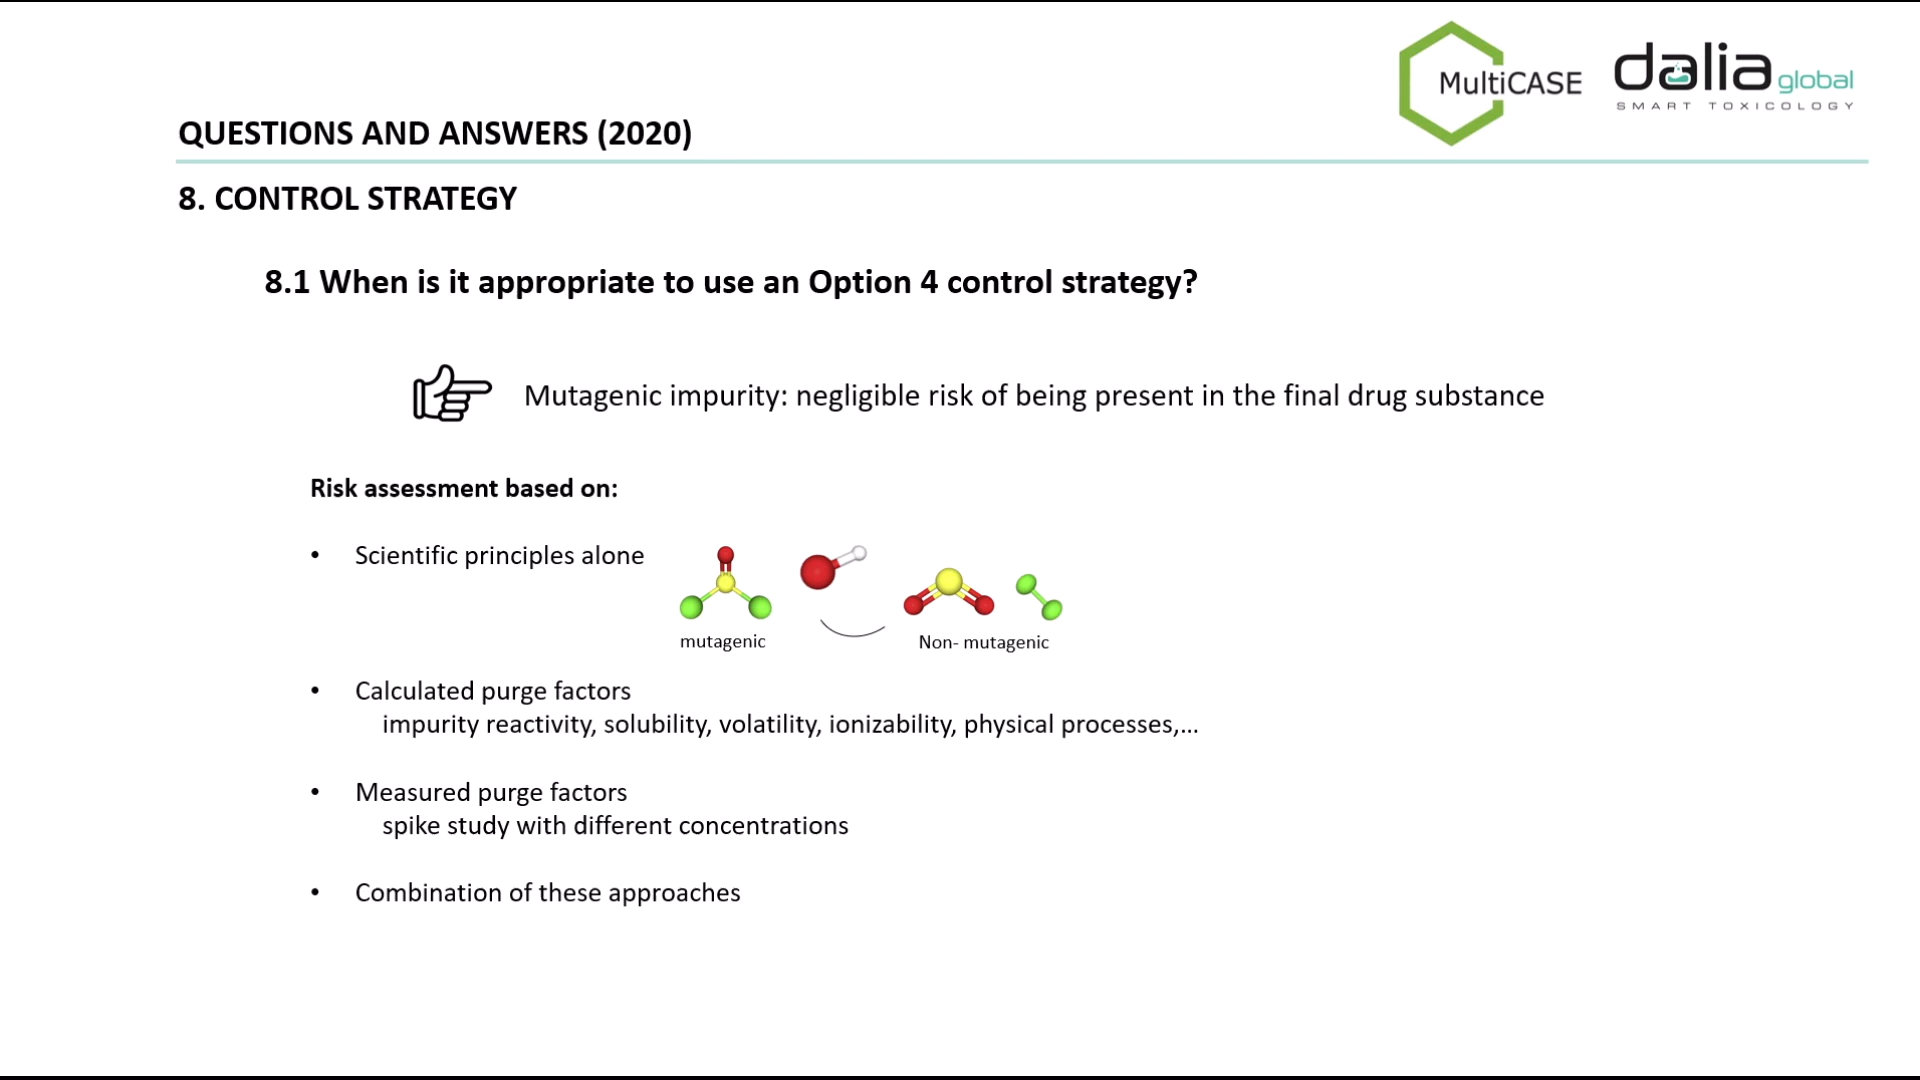 MultiCASE
dalia global
SMART TOXICOLOGY
QUESTIONS AND ANSWERS (2020)
8. CONTROL STRATEGY
8.1 When is it appropriate to use an Option 4 control strategy?
Mutagenic impurity: negligible risk of being present in the final drug substance
Risk assessment based on:
• Scientific principles alone
mutagenic
Non- mutagenic
• Calculated purge factors
impurity reactivity, solubility, volatility, ionizability, physical processes,...
• Measured purge factors
spike study with different concentrations
• Combination of these approaches